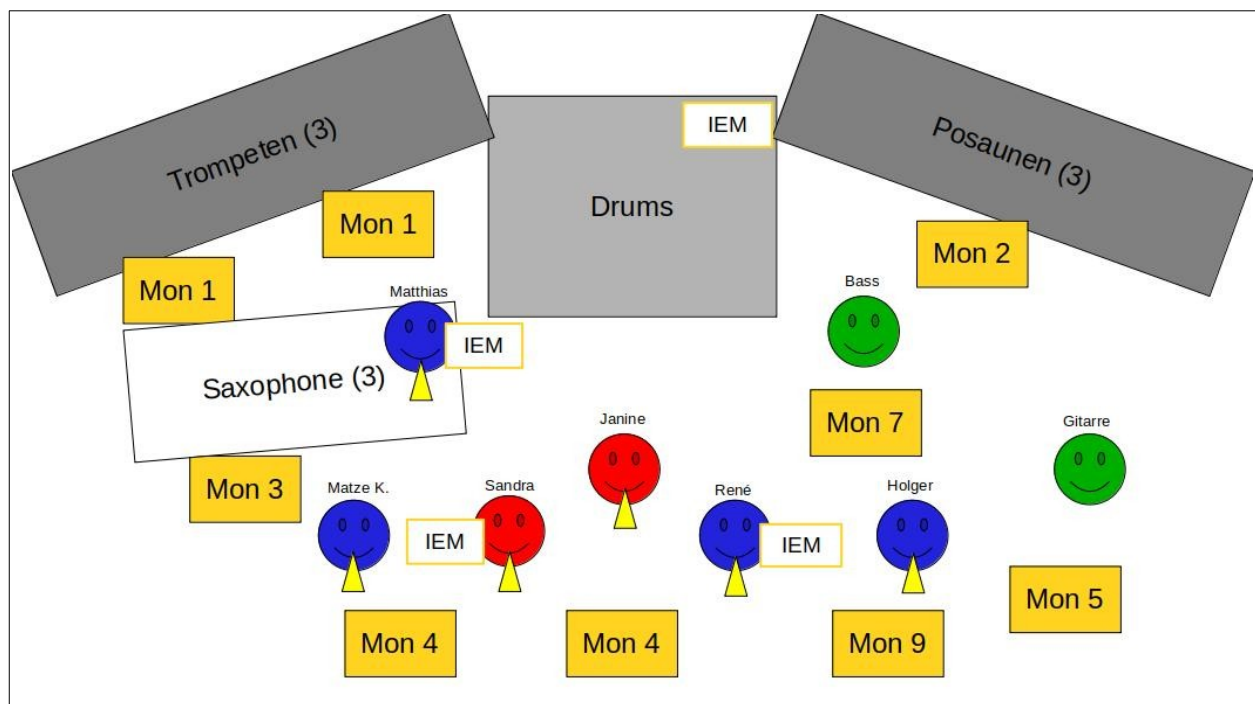 Trompeten (3)
IEM
Posaunen (3)
Drums
Mon 1
Mon 2
Mon 1
Matthias
Bass
IEM
Saxophone (3)
Mon 7
Janine
Gitarre
Mon 3
Matze K.
Sandra
René
Holger
IEM
IEM
Mon 5
Mon 4
Mon 4
Mon 9